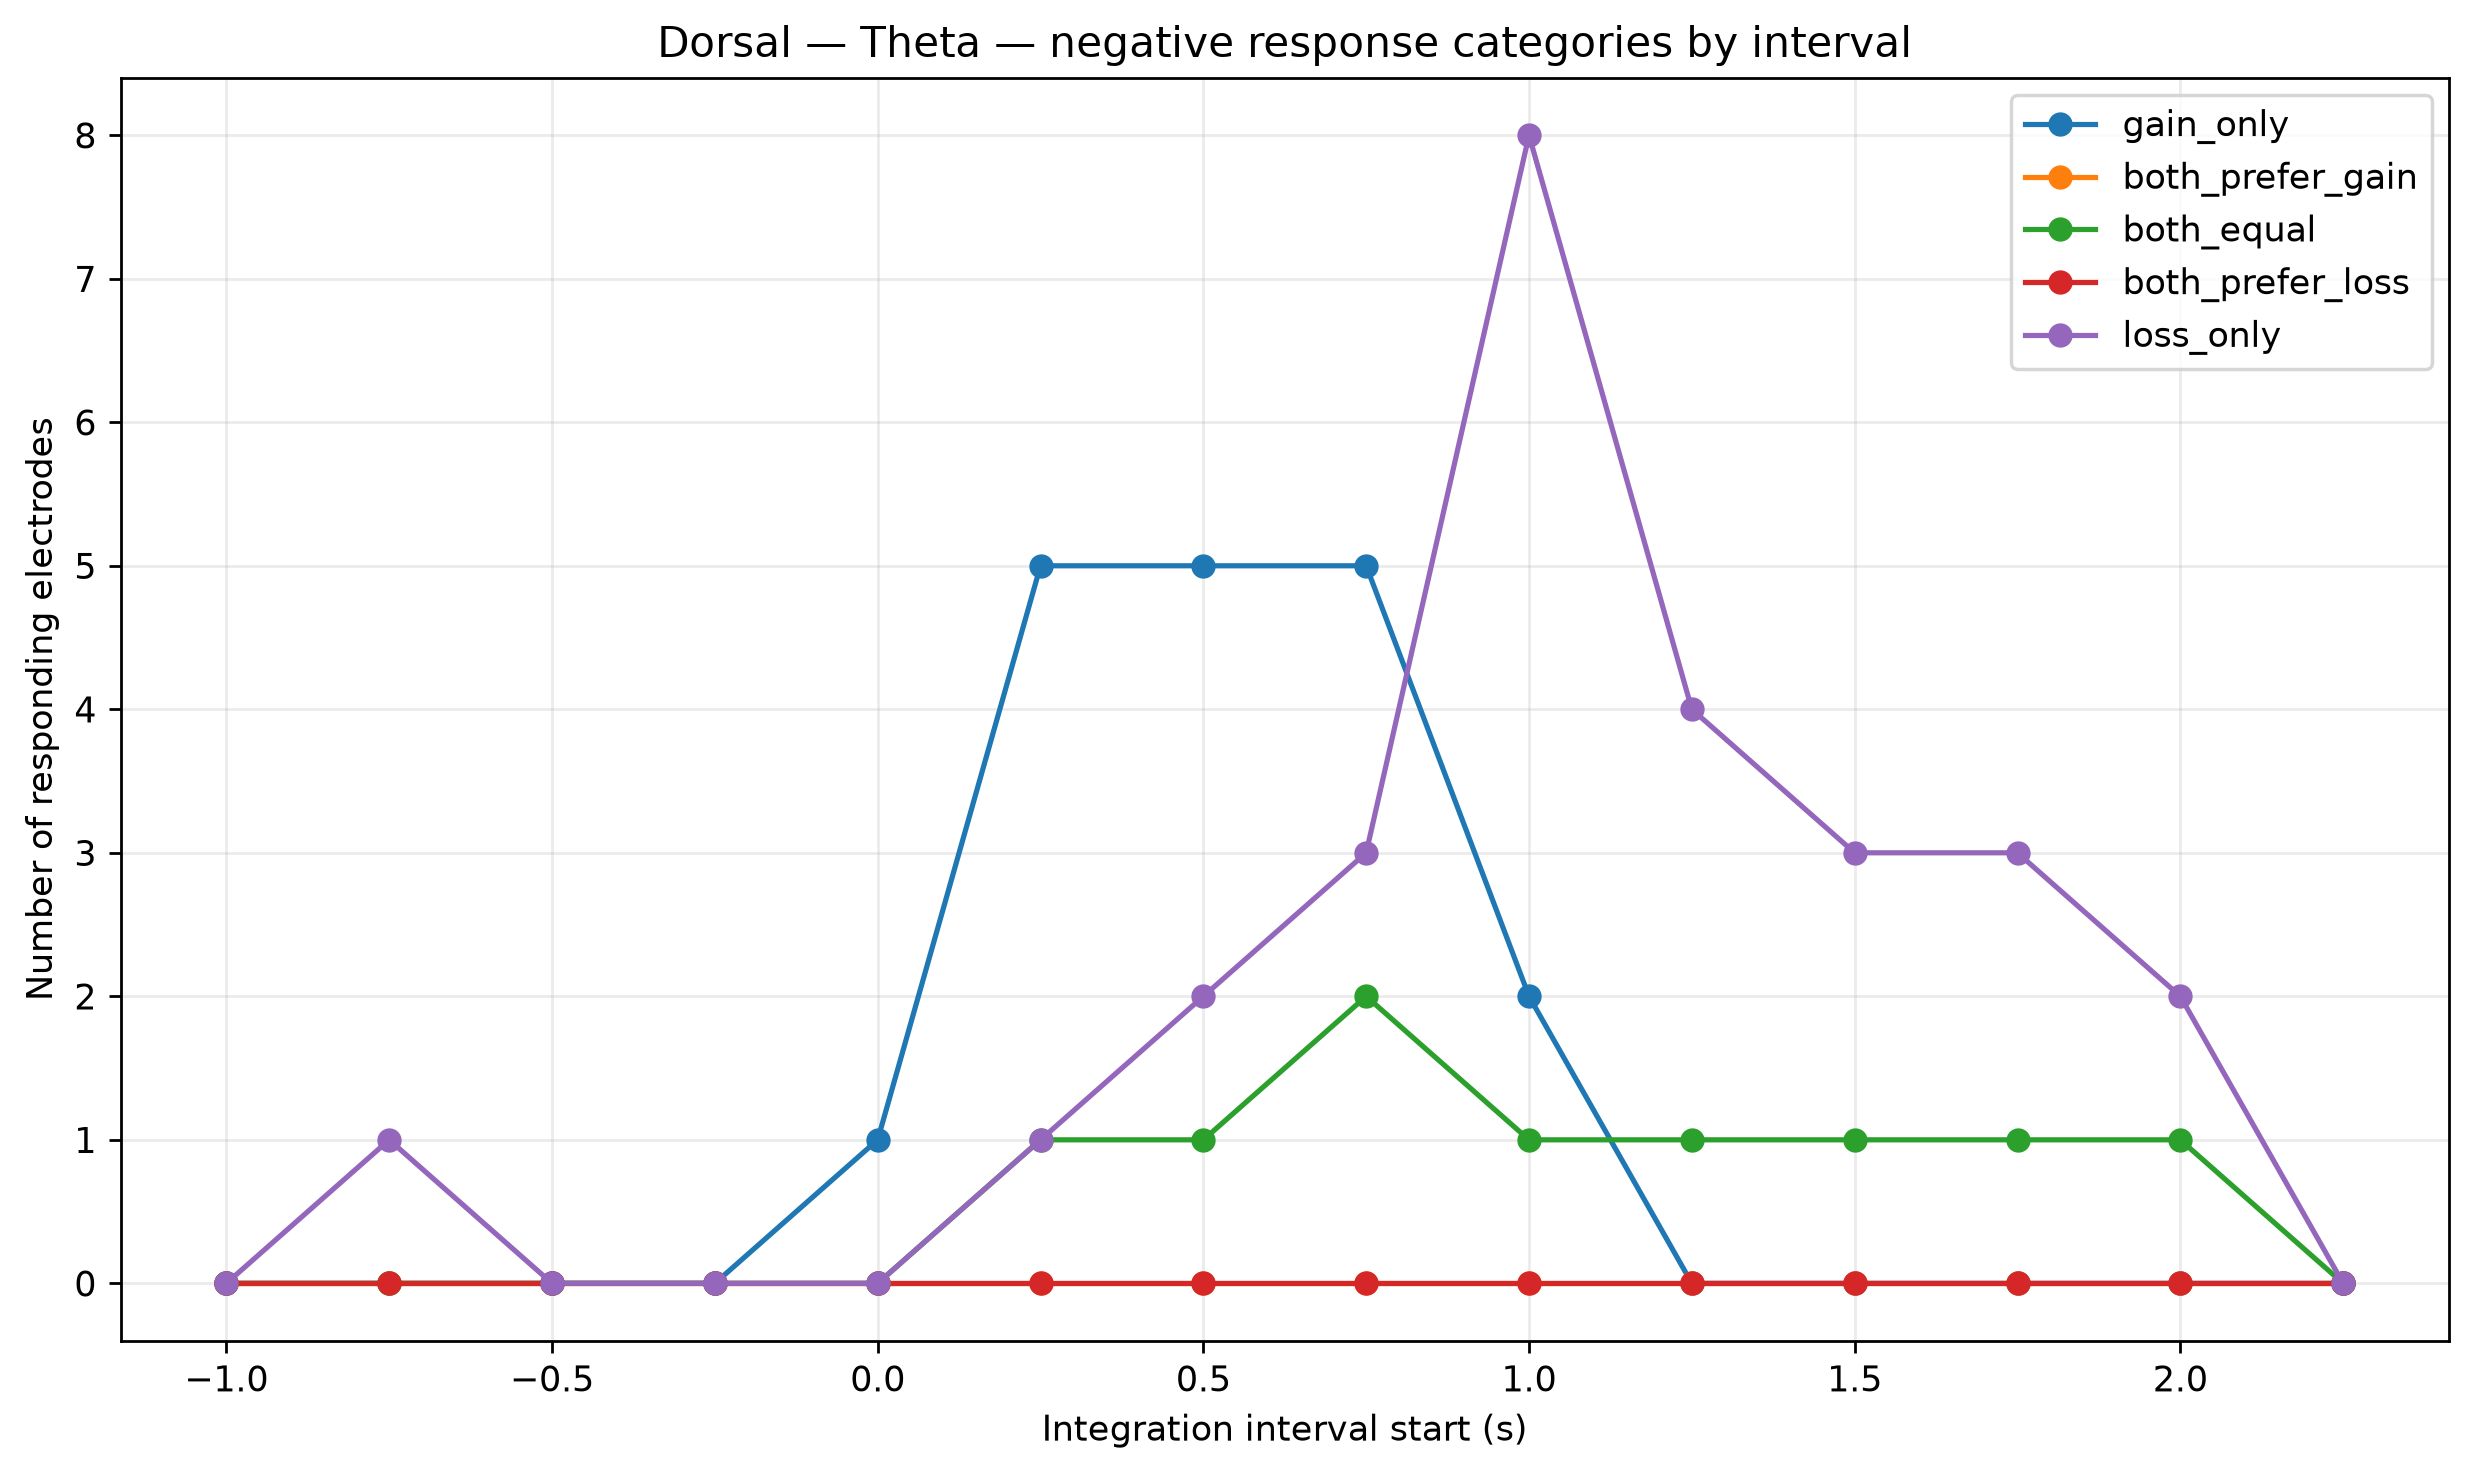 Dorsal — Theta — negative response categories by interval
gain_only
both_prefer_gain
both_equal
both_prefer_loss
loss_only
Number of responding electrodes
8
7
6
5
4
3
2
1
0
−1.0
−0.5
0.0
0.5
1.0
1.5
2.0
Integration interval start (s)